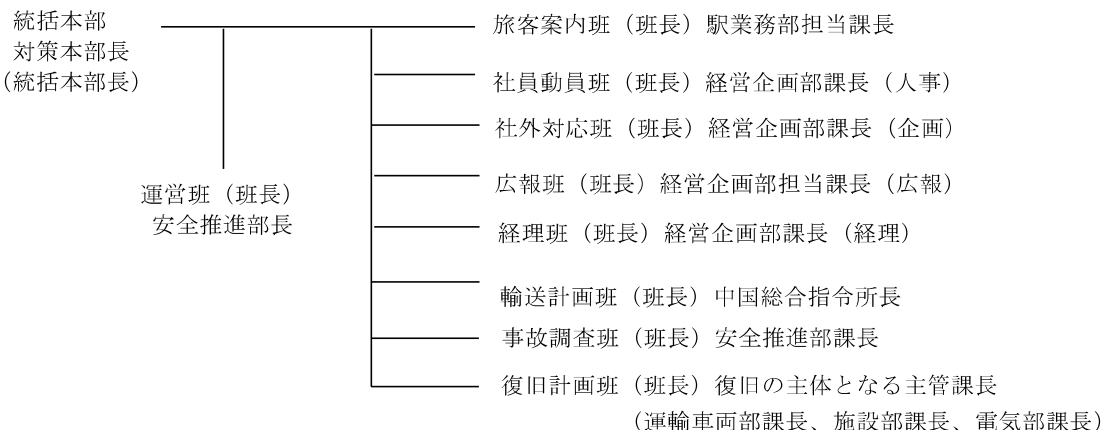 統括本部
対策本部長
（統括本部長）
運営班（班長）
安全推進部長
旅客案内班（班長）駅業務部担当課長
社員動員班（班長）経営企画部課長（人事）
社外対応班（班長）経営企画部課長（企画）
広報班（班長）経営企画部担当課長（広報）
経理班（班長）経営企画部課長（経理）
輸送計画班（班長）中国総合指令所長
事故調査班（班長）安全推進部課長
復旧計画班（班長）復旧の主体となる主管課長
（運輸車両部課長、施設部課長、電気部課長）